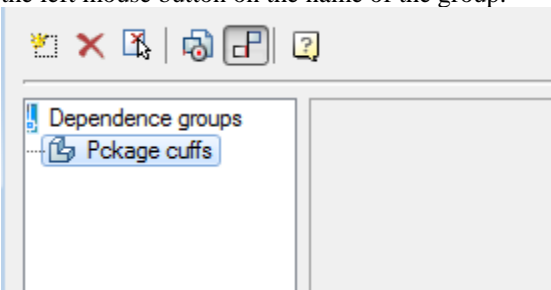 the left mouse button on the name of the group.
Dependence groups
Pckage cuffs